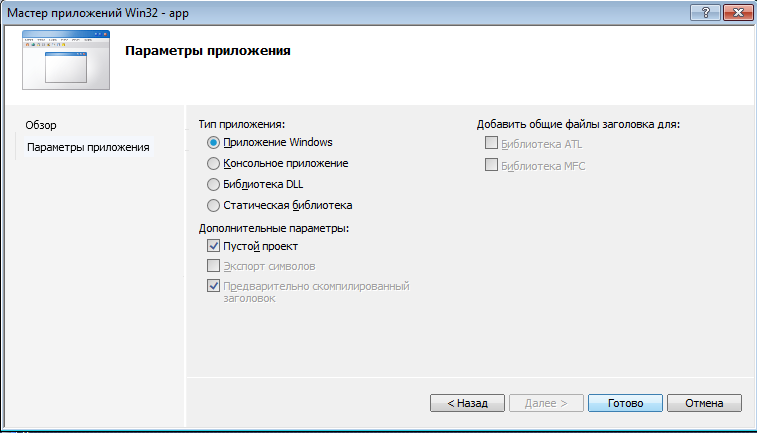 Мастер приложений Win32 - app
Параметры приложения
Обзор
Параметры приложения
Тип приложения:
Приложение Windows
Консольное приложение
Библиотека DLL
Статическая библиотека
Дополнительные параметры:
Пустой проект
Экспорт символов
Предварительно скомпилированный
заголовок
Добавить общие файлы заголовка для:
Библиотека ATL
Библиотека MFC
< Назад
Далее >
Готово
Отмена